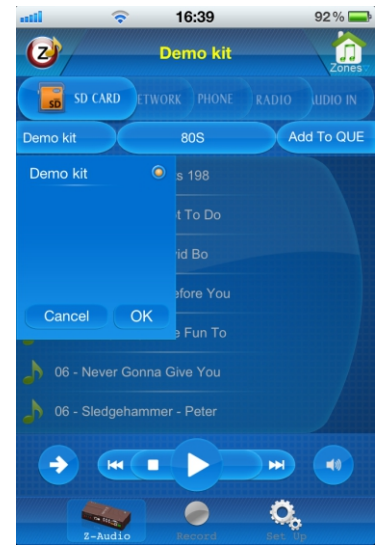 16:39
92%
Z
Demo kit
Zones
SD
SD CARD
ETWORK
PHONE
RADIO
UDIO IN
Demo kit
80S
Add To QUE
Demo kit
s 198
t To Do
vid Bo
efore You
e Fun To
Cancel
OK
06 - Never Gonna Give You
06 - Sledgehammer - Peter
Z-Audio
Record
Set Up